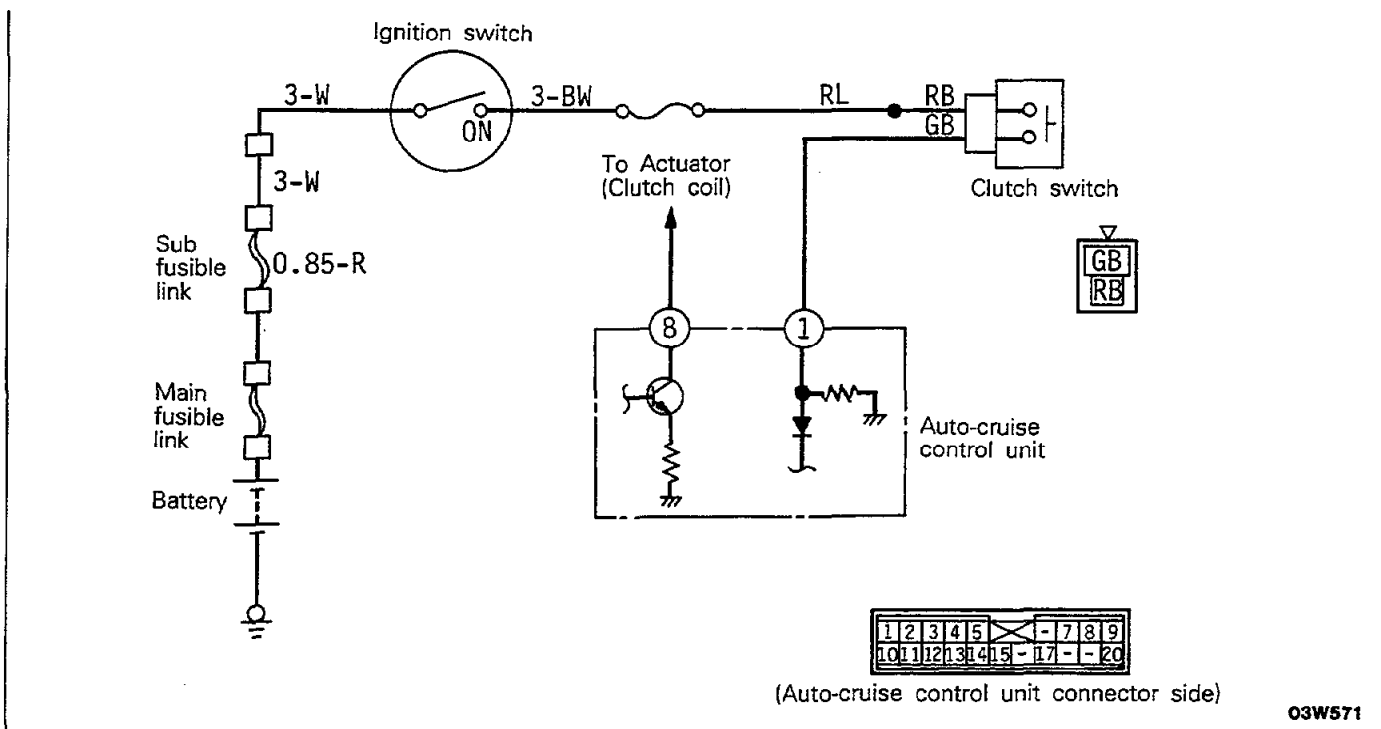 Ignition switch
3-W
ON
3-BW
RL
RB
GB
3-W
To Actuator
(Clutch coil)
Clutch switch
Sub
fusible
link
0.85-R
GB
RB
8
1
Main
fusible
link
Auto-cruise
control unit
Battery
1 2 3 4 5 - 7 8 9
10 11 12 13 14 15 - 17 - - 20
(Auto-cruise control unit connector side)
03W571